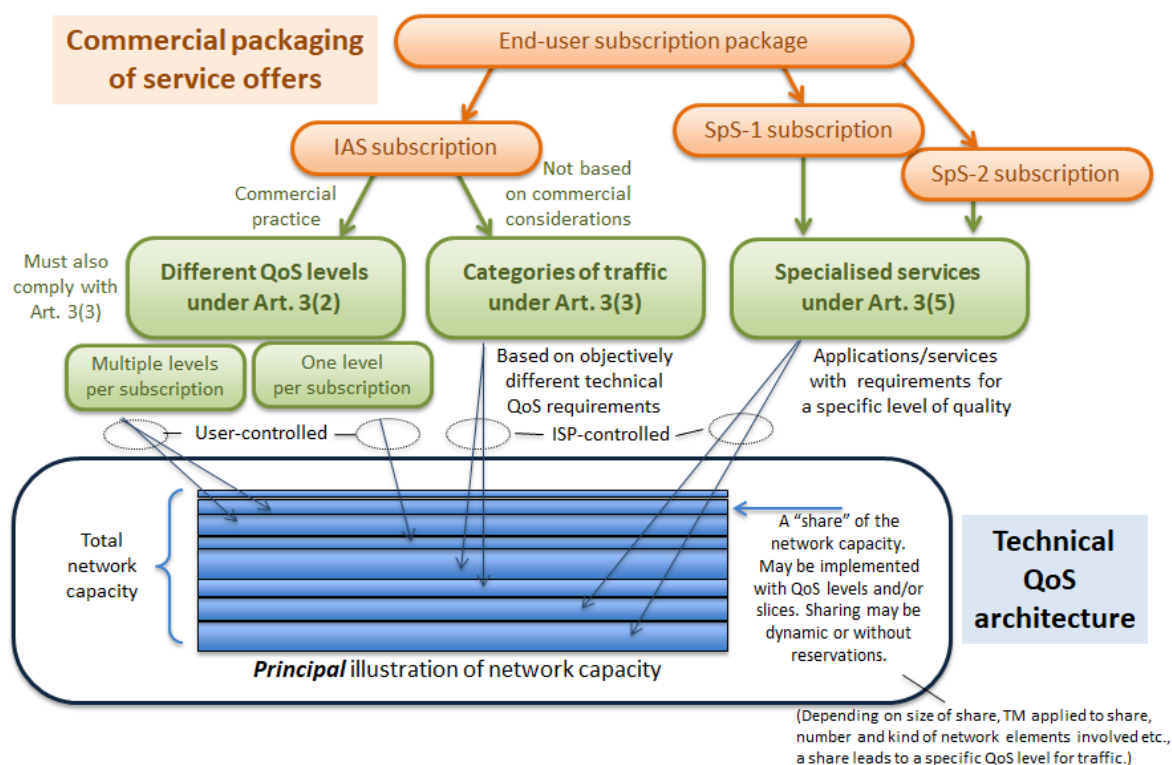 Commercial packaging
of service offers
End-user subscription package
IAS subscription
SpS-1 subscription
SpS-2 subscription
Commercial
practice
Not based
on commercial
considerations
Must also
comply with
Art. 3(3)
Different QoS levels
under Art. 3(2)
Categories of traffic
under Art. 3(3)
Specialised services
under Art. 3(5)
Multiple levels
per subscription
One level
per subscription
Based on objectively
different technical
QoS requirements
Applications/services
with requirements for
a specific level of quality
User-controlled
ISP-controlled
Total
network
capacity
A “share” of the
network capacity.
May be implemented
with QoS levels and/or
slices. Sharing may be
dynamic or without
reservations.
Technical
QoS
architecture
Principal illustration of network capacity
(Depending on size of share, TM applied to share,
number and kind of network elements involved etc.,
a share leads to a specific QoS level for traffic.)